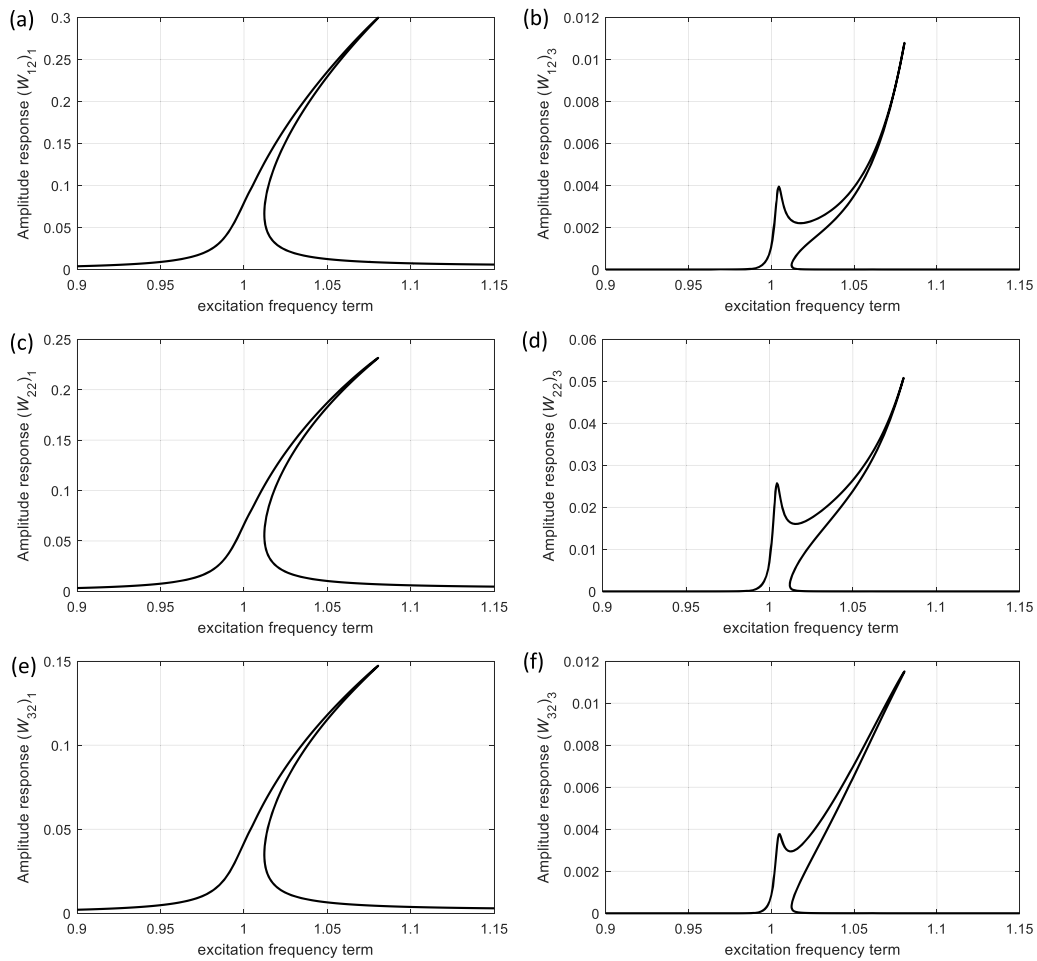 (a)
Amplitude response (W12)1
0.3
0.25
0.2
0.15
0.1
0.05
0
0.9 0.95 1 1.05 1.1 1.15
excitation frequency term
(b)
Amplitude response (W12)3
0.012
0.01
0.008
0.006
0.004
0.002
0
0.9 0.95 1 1.05 1.1 1.15
excitation frequency term
(c)
Amplitude response (W22)1
0.25
0.2
0.15
0.1
0.05
0
0.9 0.95 1 1.05 1.1 1.15
excitation frequency term
(d)
Amplitude response (W22)3
0.06
0.05
0.04
0.03
0.02
0.01
0
0.9 0.95 1 1.05 1.1 1.15
excitation frequency term
(e)
Amplitude response (W32)1
0.15
0.1
0.05
0
0.9 0.95 1 1.05 1.1 1.15
excitation frequency term
(f)
Amplitude response (W32)3
0.012
0.01
0.008
0.006
0.004
0.002
0
0.9 0.95 1 1.05 1.1 1.15
excitation frequency term